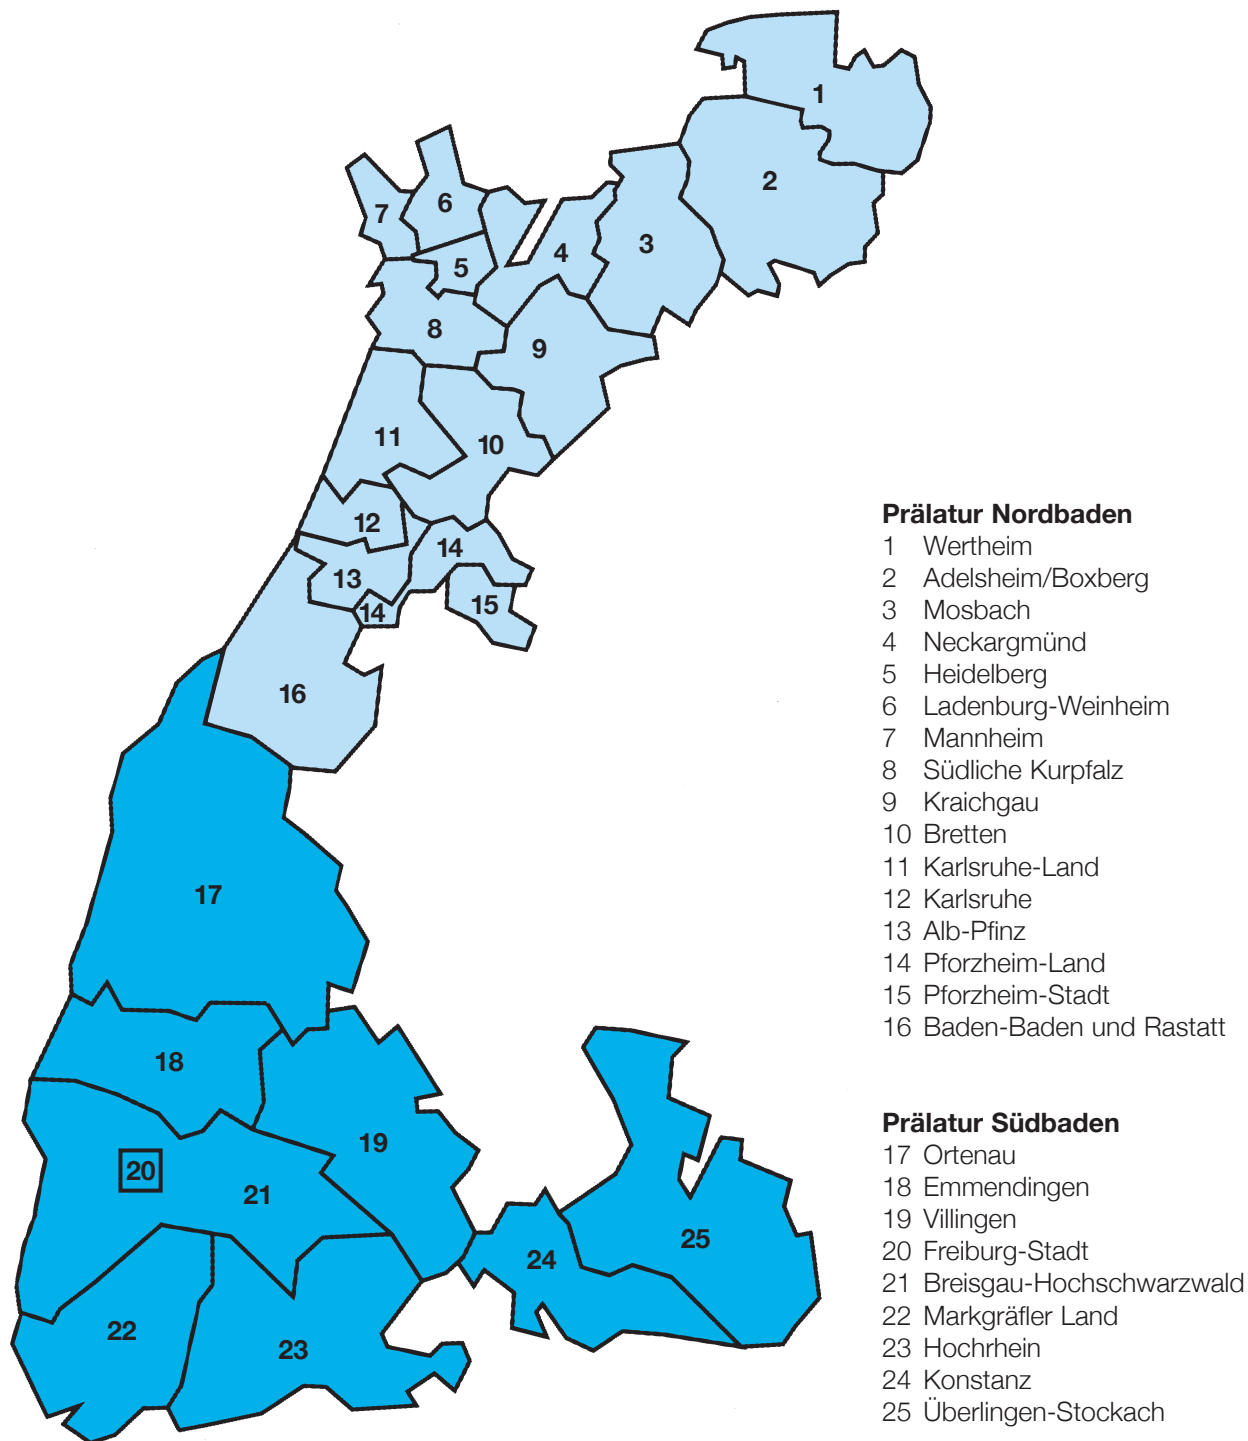 1
2
3
4
5
6
7
8
9
10
11
12
13
14
14
15
16
17
18
19
20
21
22
23
24
25
Prälatur Nordbaden
1 Wertheim
2 Adelsheim/Boxberg
3 Mosbach
4 Neckargmünd
5 Heidelberg
6 Ladenburg-Weinheim
7 Mannheim
8 Südliche Kurpfalz
9 Kraichgau
10 Bretten
11 Karlsruhe-Land
12 Karlsruhe
13 Alb-Pfinz
14 Pforzheim-Land
15 Pforzheim-Stadt
16 Baden-Baden und Rastatt
Prälatur Südbaden
17 Ortenau
18 Emmendingen
19 Villingen
20 Freiburg-Stadt
21 Breisgau-Hochschwarzwald
22 Markgräfler Land
23 Hochrhein
24 Konstanz
25 Überlingen-Stockach